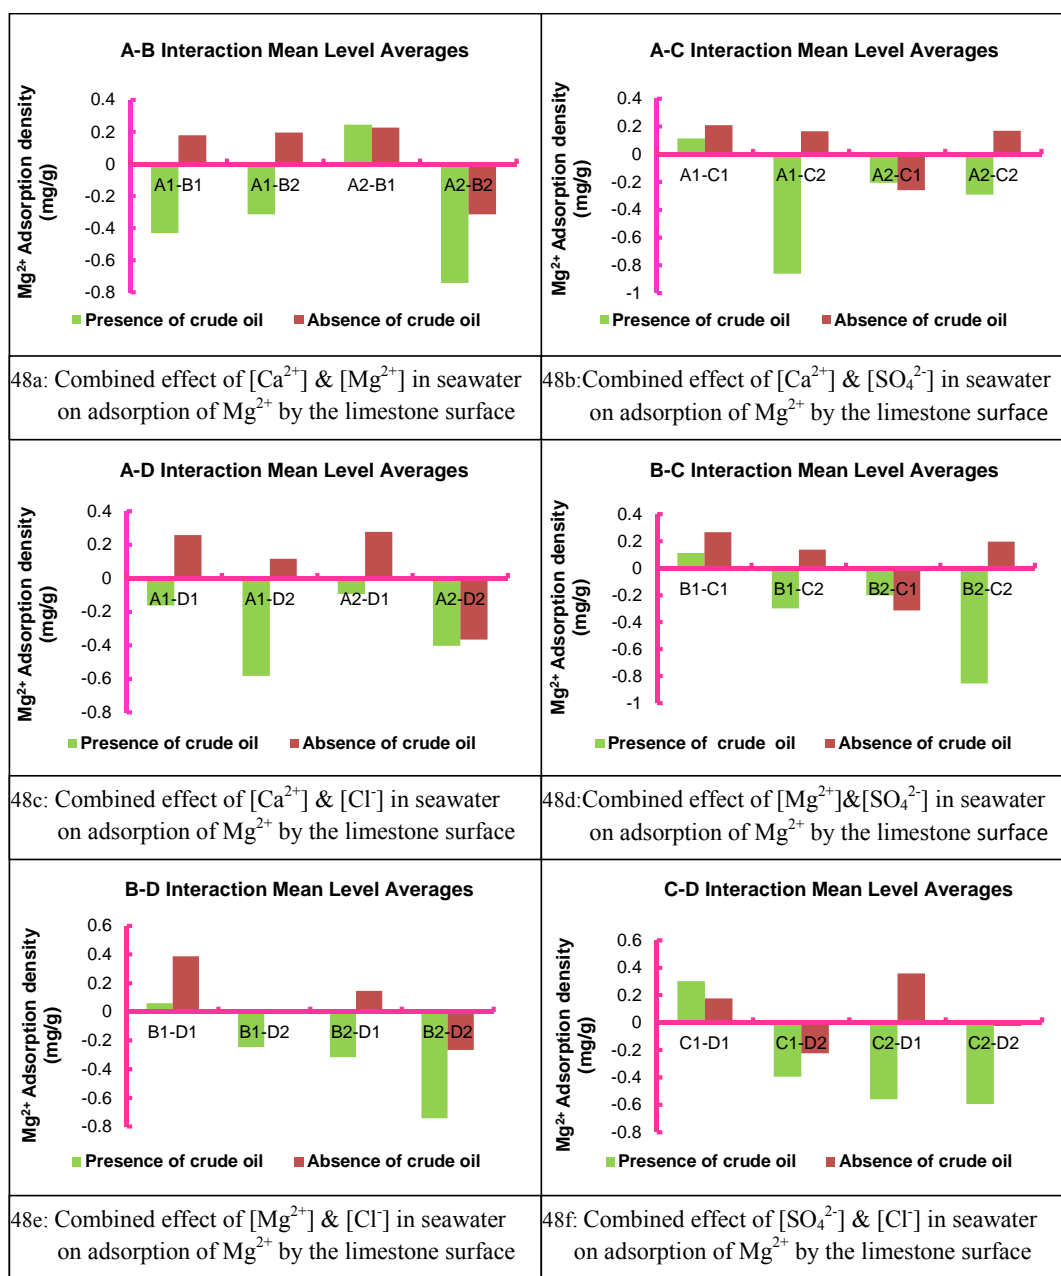 A-B Interaction Mean Level Averages
Mg²⁺ Adsorption density
(mg/g)
0.4
0.2
0
-0.2
-0.4
-0.6
-0.8
A1-B1
A1-B2
A2-B1
A2-B2
Presence of crude oil
Absence of crude oil
48a: Combined effect of [Ca²⁺] & [Mg²⁺] in seawater
on adsorption of Mg²⁺ by the limestone surface
A-C Interaction Mean Level Averages
Mg²⁺ Adsorption density
(mg/g)
0.4
0.2
0
-0.2
-0.4
-0.6
-0.8
-1
A1-C1
A1-C2
A2-C1
A2-C2
Presence of crude oil
Absence of crude oil
48b:Combined effect of [Ca²⁺] & [SO₄²⁻] in seawater
on adsorption of Mg²⁺ by the limestone surface
A-D Interaction Mean Level Averages
Mg²⁺ Adsorption density
(mg/g)
0.4
0.2
0
-0.2
-0.4
-0.6
-0.8
A1-D1
A1-D2
A2-D1
A2-D2
Presence of crude oil
Absence of crude oil
48c: Combined effect of [Ca²⁺] & [Cl⁻] in seawater
on adsorption of Mg²⁺ by the limestone surface
B-C Interaction Mean Level Averages
Mg²⁺ Adsorption density
(mg/g)
0.4
0.2
0
-0.2
-0.4
-0.6
-0.8
-1
B1-C1
B1-C2
B2-C1
B2-C2
Presence of crude oil
Absence of crude oil
48d:Combined effect of [Mg²⁺]&[SO₄²⁻] in seawater
on adsorption of Mg²⁺ by the limestone surface
B-D Interaction Mean Level Averages
Mg²⁺ Adsorption density
(mg/g)
0.6
0.4
0.2
0
-0.2
-0.4
-0.6
-0.8
B1-D1
B1-D2
B2-D1
B2-D2
Presence of crude oil
Absence of crude oil
48e: Combined effect of [Mg²⁺] & [Cl⁻] in seawater
on adsorption of Mg²⁺ by the limestone surface
C-D Interaction Mean Level Averages
Mg²⁺ Adsorption density
(mg/g)
0.6
0.4
0.2
0
-0.2
-0.4
-0.6
-0.8
C1-D1
C1-D2
C2-D1
C2-D2
Presence of crude oil
Absence of crude oil
48f: Combined effect of [SO₄²⁻] & [Cl⁻] in seawater
on adsorption of Mg²⁺ by the limestone surface